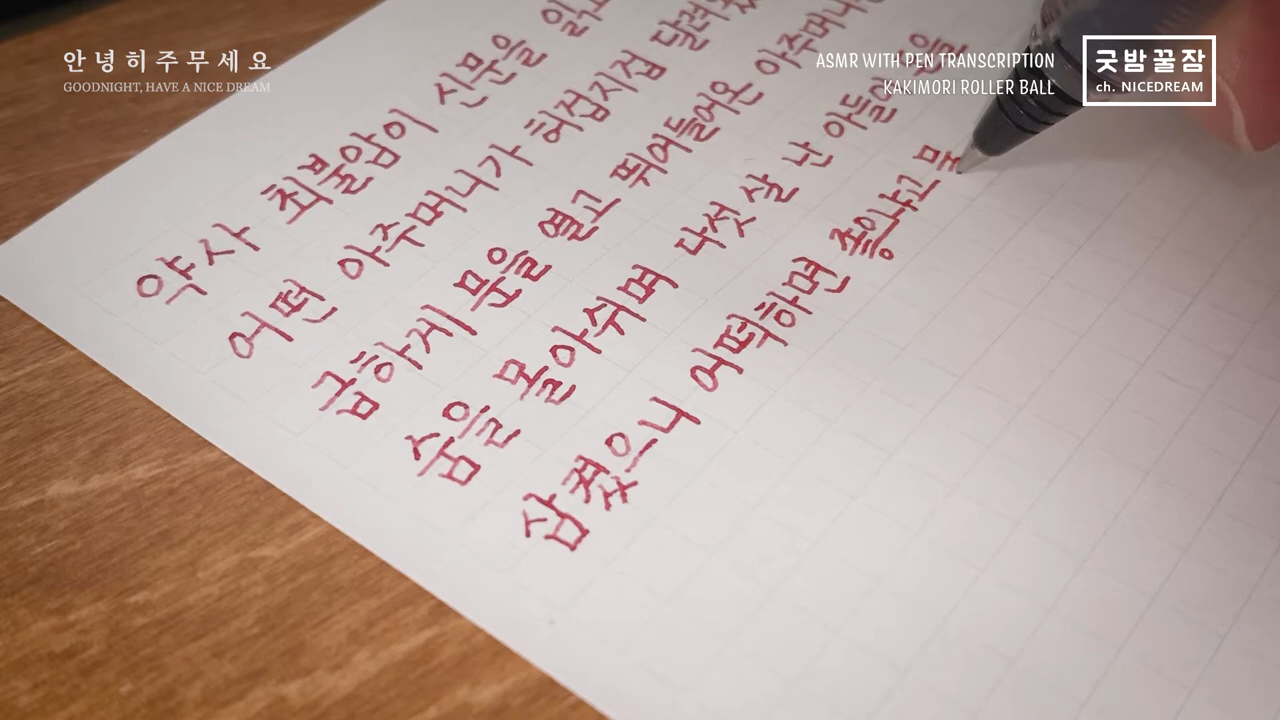 안녕히주무세요
GOODNIGHT, HAVE A NICE DREAM
ASMR WITH PEN TRANSCRIPTION
KAKIMORI ROLLER BALL
굿밤꿀잠
ch. NICEDREAM
약사 최불암이 신문을 읽고
어떤 아주머니가 허겁지겁 달려
급하게 문을 열고 뛰어들어온 아주머니
숨을 몰아쉬며 다섯 살 난 아들이
삼켰으니 어떡하면 좋으냐고